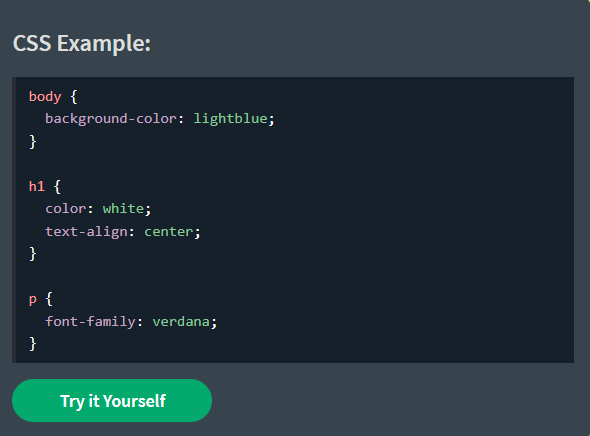 CSS Example:
body {
  background-color: lightblue;
}

h1 {
  color: white;
  text-align: center;
}

p {
  font-family: verdana;
}
Try it Yourself